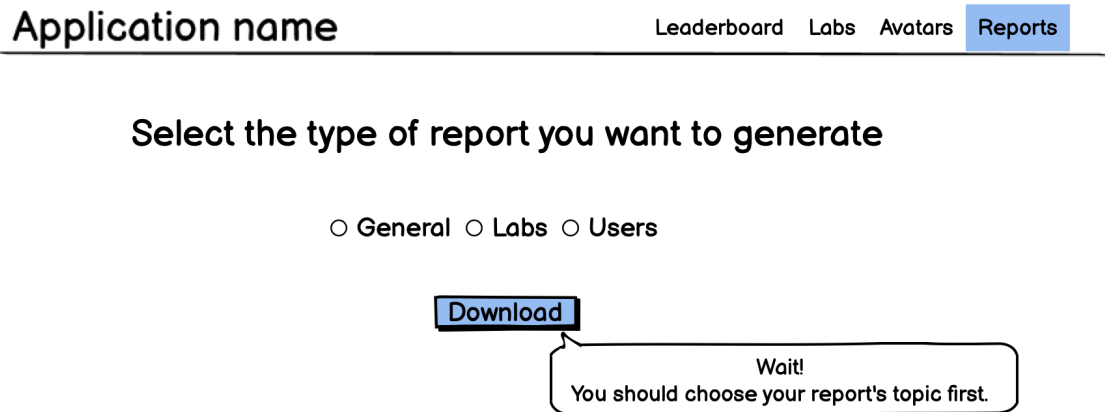 Application name
Leaderboard Labs Avatars Reports
Select the type of report you want to generate
General Labs Users
Download
Wait!
You should choose your report's topic first.